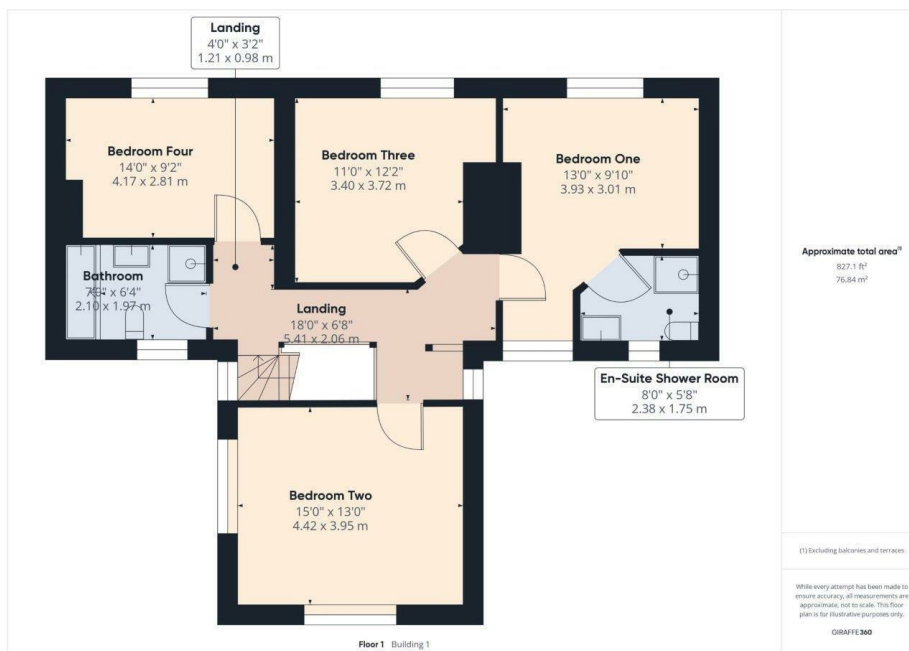 Landing
4'0" x 3'2"
1.21 x 0.98 m
Bedroom Four
14'0" x 9'2"
4.17 x 2.81 m
Bedroom Three
11'0" x 12'2"
3.40 x 3.72 m
Bedroom One
13'0" x 9'10"
3.93 x 3.01 m
Bathroom
7'0" x 6'4"
2.10 x 1.97 m
Landing
18'0" x 6'8"
5.41 x 2.06 m
En-Suite Shower Room
8'0" x 5'8"
2.38 x 1.75 m
Bedroom Two
15'0" x 13'0"
4.42 x 3.95 m
Floor 1 Building 1
Approximate total area(1)
827.1 ft²
76.84 m²
(1) Excluding balconies and terraces
While every attempt has been made to
ensure accuracy, all measurements are
approximate, not to scale. This floor
plan is for illustrative purposes only.
GIRAFFE360